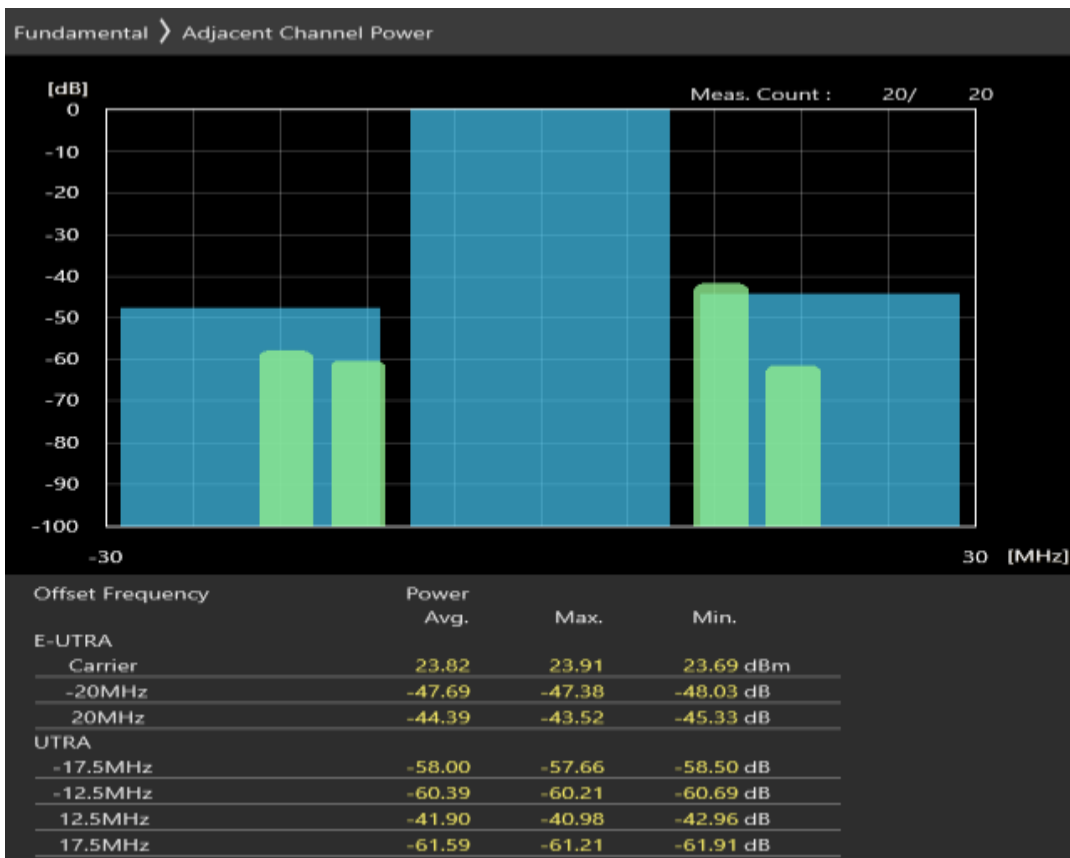 Fundamental 〉 Adjacent Channel Power
[dB]
Meas. Count : 20/ 20
0
-10
-20
-30
-40
-50
-60
-70
-80
-90
-100
-30 30 [MHz]
Offset Frequency Power
Avg. Max. Min.
E-UTRA
Carrier 23.82 23.91 23.69 dBm
-20MHz -47.69 -47.38 -48.03 dB
20MHz -44.39 -43.52 -45.33 dB
UTRA
-17.5MHz -58.00 -57.66 -58.50 dB
-12.5MHz -60.39 -60.21 -60.69 dB
12.5MHz -41.90 -40.98 -42.96 dB
17.5MHz -61.59 -61.21 -61.91 dB